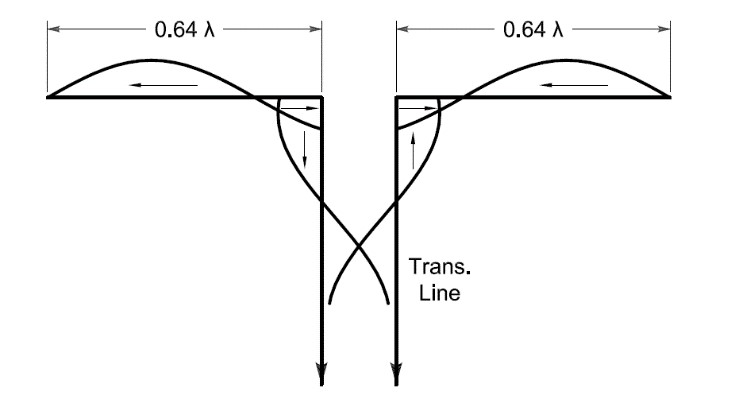 0.64 λ
0.64 λ
Trans.
Line